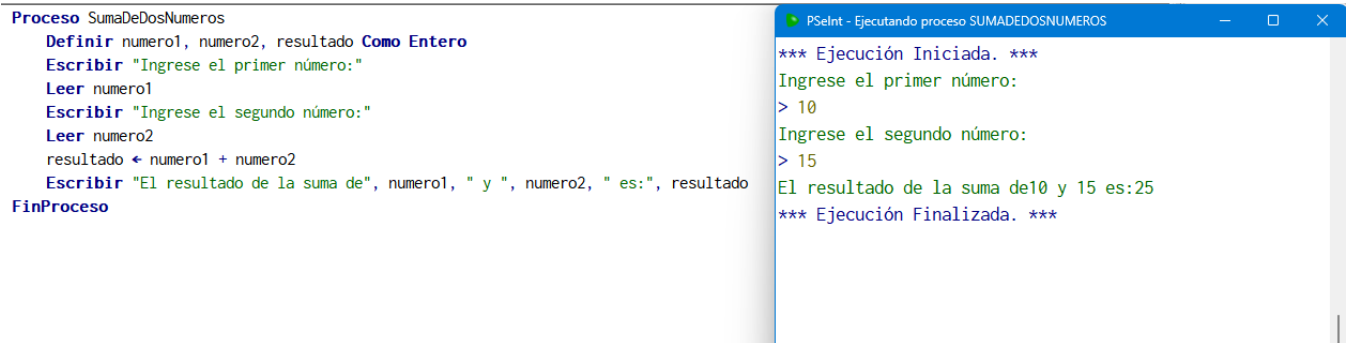 Proceso SumaDeDosNumeros
Definir numero1, numero2, resultado Como Entero
Escribir "Ingrese el primer número:"
Leer numero1
Escribir "Ingrese el segundo número:"
Leer numero2
resultado ← numero1 + numero2
Escribir "El resultado de la suma de", numero1, " y ", numero2, " es:", resultado
FinProceso
PSeInt - Ejecutando proceso SUMADEDOSNUMEROS
*** Ejecución Iniciada. ***
Ingrese el primer número:
> 10
Ingrese el segundo número:
> 15
El resultado de la suma de10 y 15 es:25
*** Ejecución Finalizada. ***